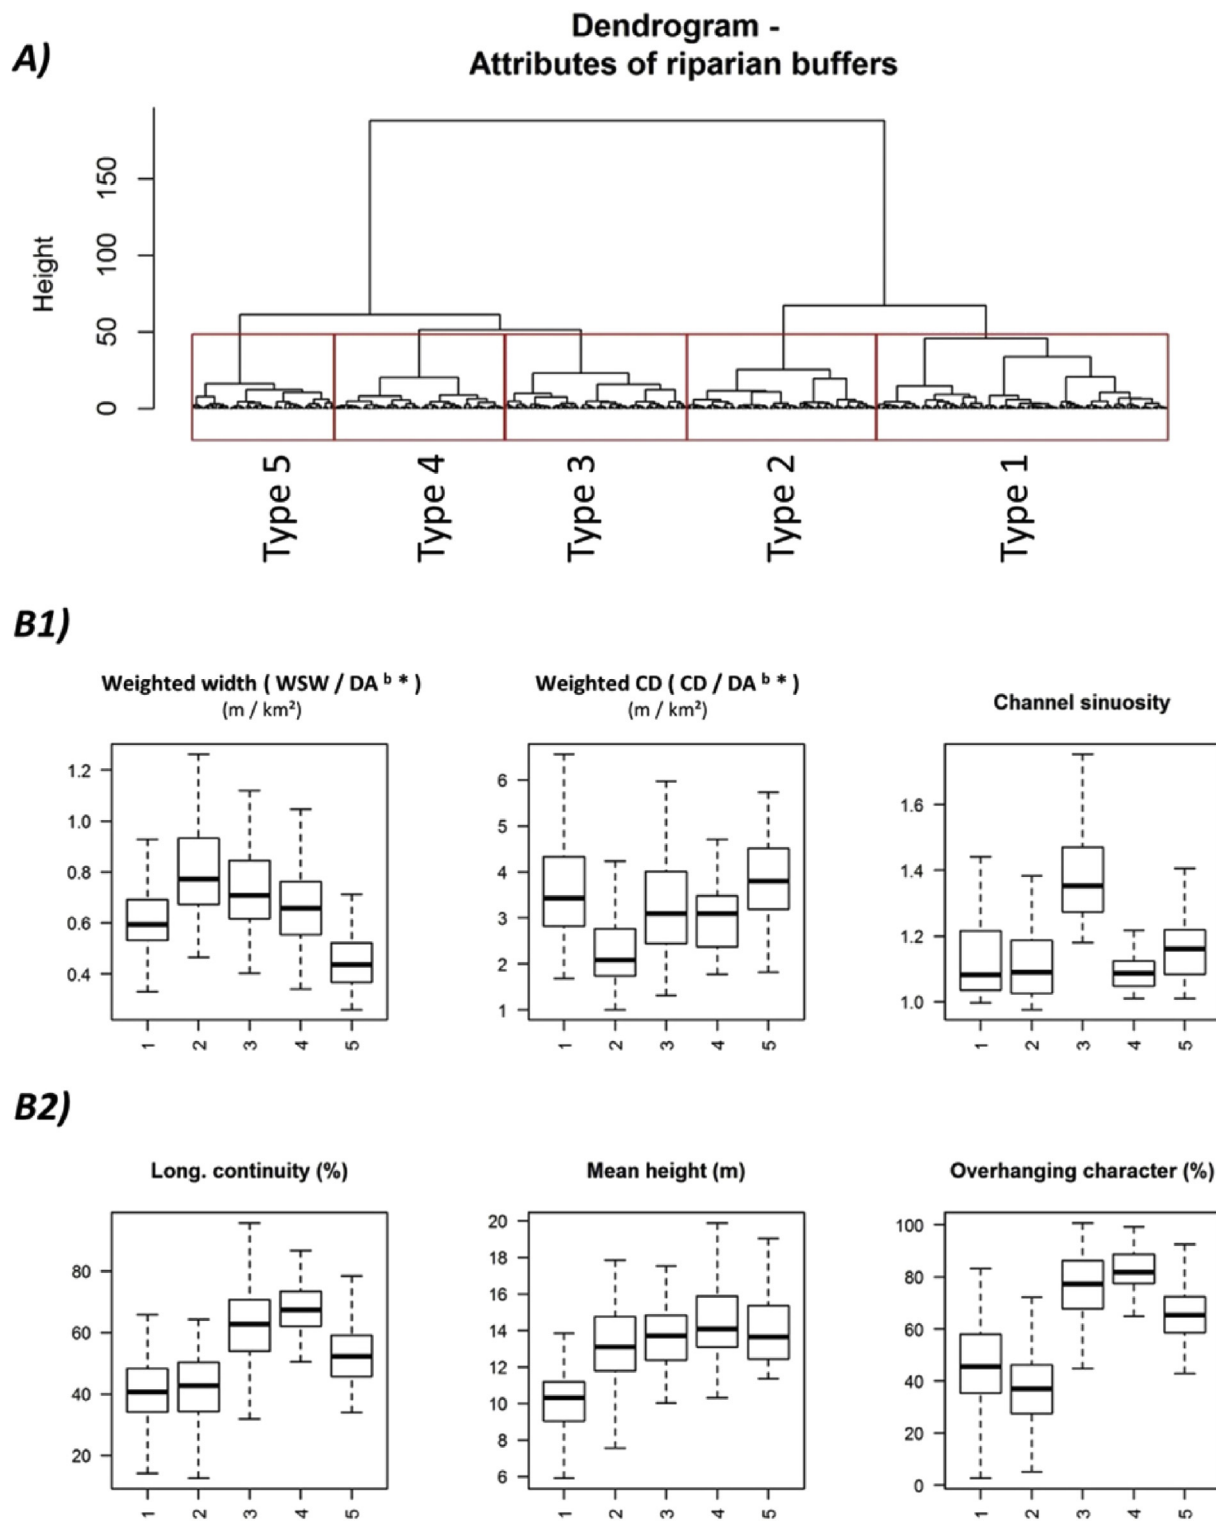 A)
Dendrogram -
Attributes of riparian buffers
Height
150
100
50
0
Type 5
Type 4
Type 3
Type 2
Type 1
B1)
Weighted width ( WSW / DA ᵇ * )
(m / km²)
1.2
1.0
0.8
0.6
0.4
1 2 3 4 5
Weighted CD ( CD / DA ᵇ * )
(m / km²)
6
5
4
3
2
1
1 2 3 4 5
Channel sinuosity
1.6
1.4
1.2
1.0
1 2 3 4 5
B2)
Long. continuity (%)
80
60
40
20
1 2 3 4 5
Mean height (m)
20
18
16
14
12
10
8
6
1 2 3 4 5
Overhanging character (%)
100
80
60
40
20
0
1 2 3 4 5